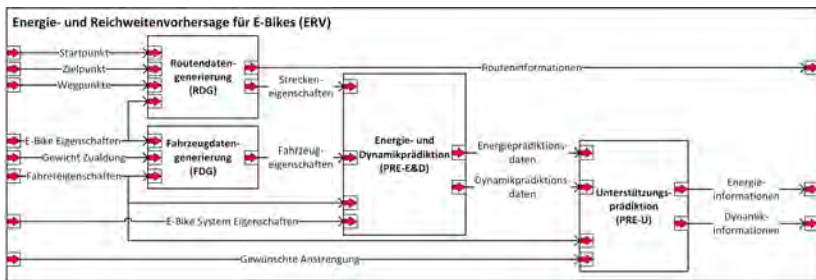 Energie- und Reichweitenvorhersage für E-Bikes (ERV)
Startpunkt
Zielpunkt
Wegpunkte
Routendaten-
generierung
(RDG)
Routeninformationen
Strecken-
eigenschaften
E-Bike Eigenschaften
Gewicht Zualdung
Fahrereigenschaften
Fahrzeugdaten-
generierung
(FDG)
Fahrzeug-
eigenschaften
Energie- und
Dynamikprädiktion
(PRE-E&D)
Energieprädiktions-
daten
Dynamikprädiktions-
daten
Unterstützungs-
prädiktion
(PRE-U)
Energie-
informationen
Dynamik-
informationen
E-Bike System Eigenschaften
Gewünschte Anstrengung